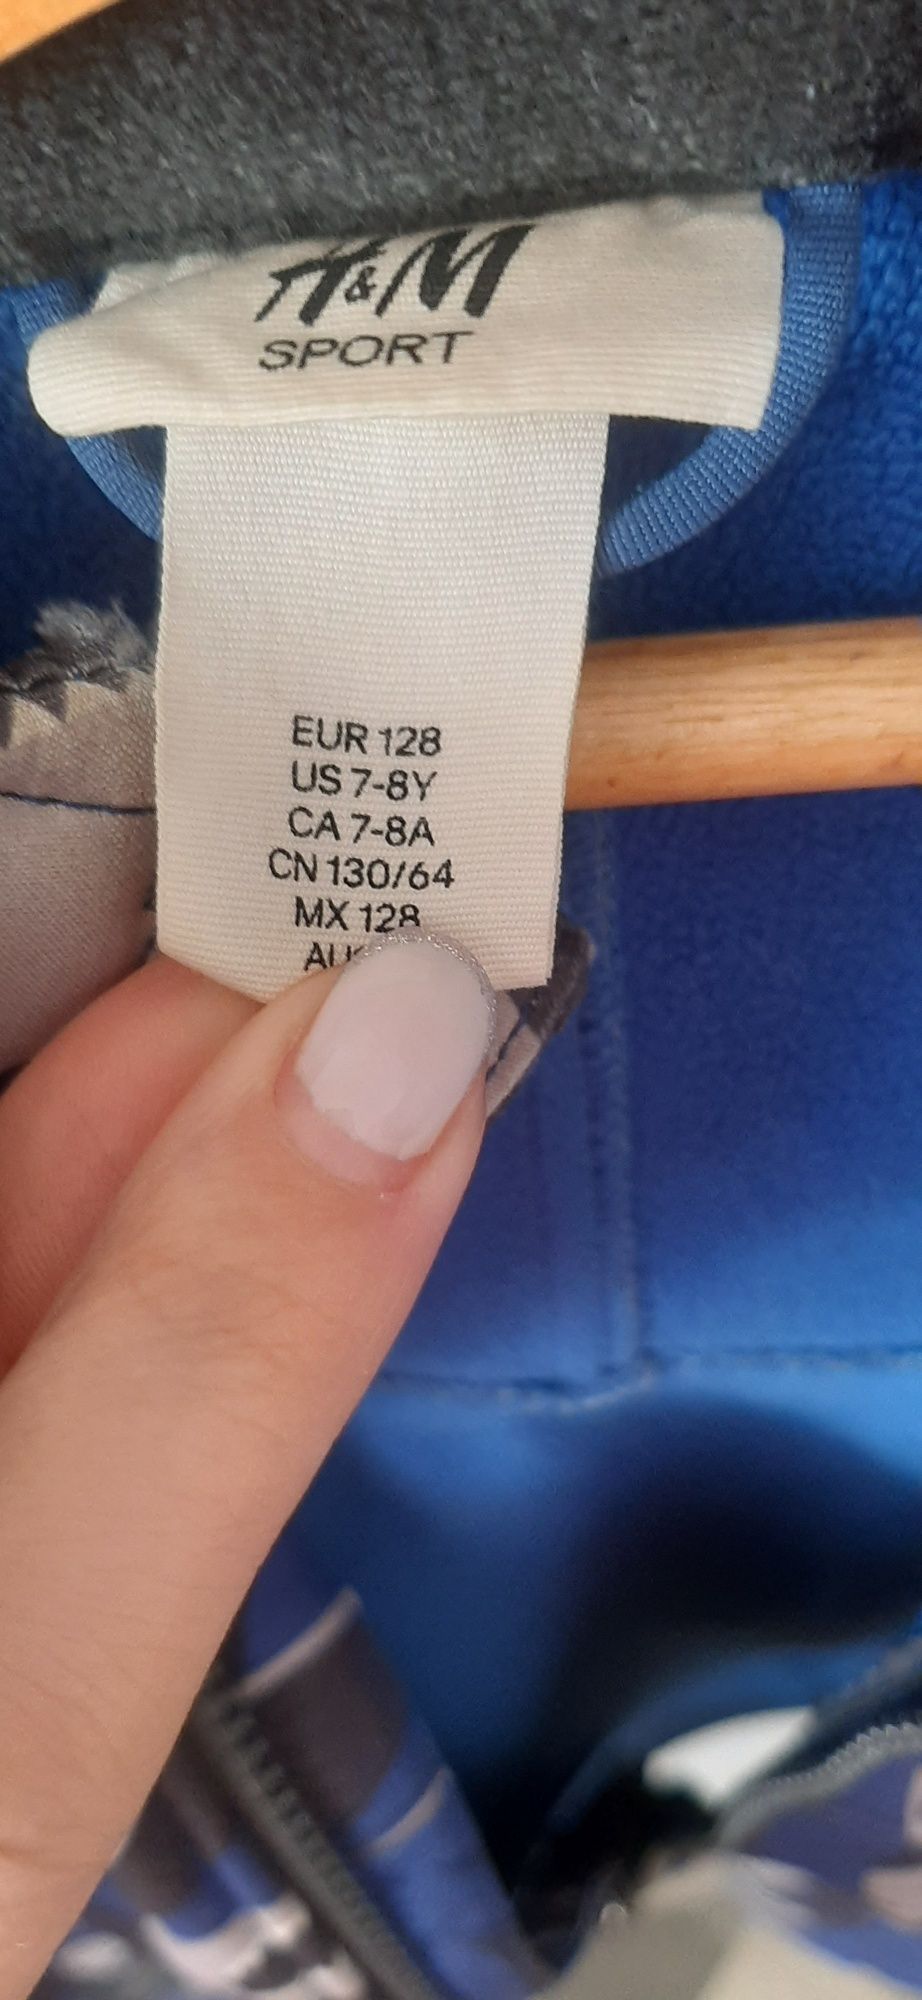 H&M
SPORT
EUR 128
US 7-8Y
CA 7-8A
CN 130/64
MX 128